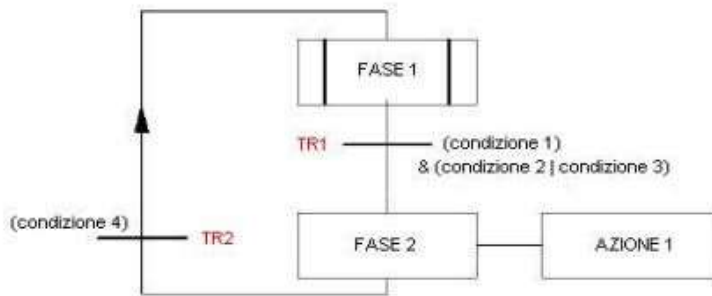 FASE 1
TR1
(condizione 1)
& (condizione 2 | condizione 3)
(condizione 4)
TR2
FASE 2
AZIONE 1